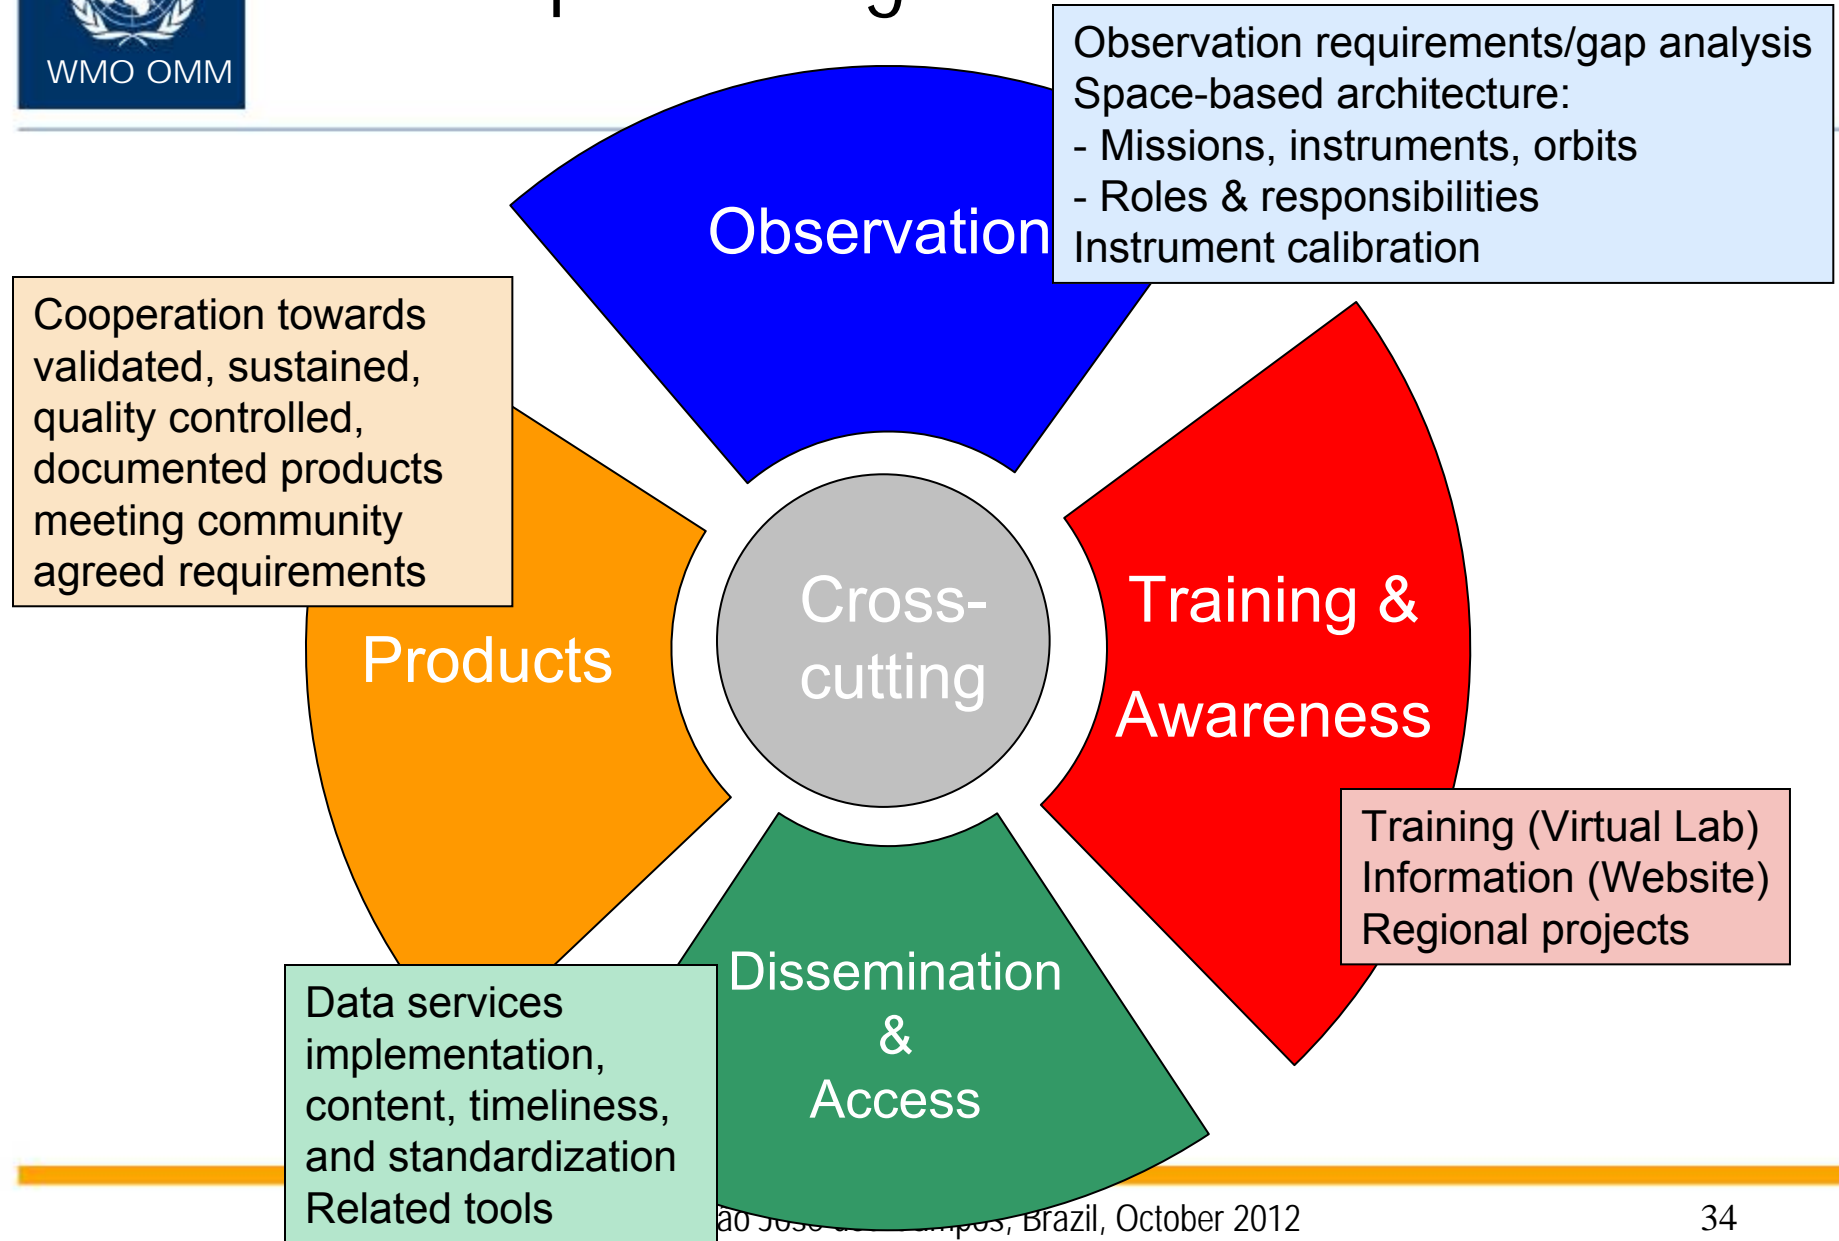 WMO OMM
Observation requirements/gap analysis
Space-based architecture:
- Missions, instruments, orbits
- Roles & responsibilities
Instrument calibration
Observation
Cooperation towards
validated, sustained,
quality controlled,
documented products
meeting community
agreed requirements
Products
Cross-
cutting
Training &
Awareness
Training (Virtual Lab)
Information (Website)
Regional projects
Dissemination
&
Access
Data services
implementation,
content, timeliness,
and standardization
Related tools
Brazil, October 2012
34